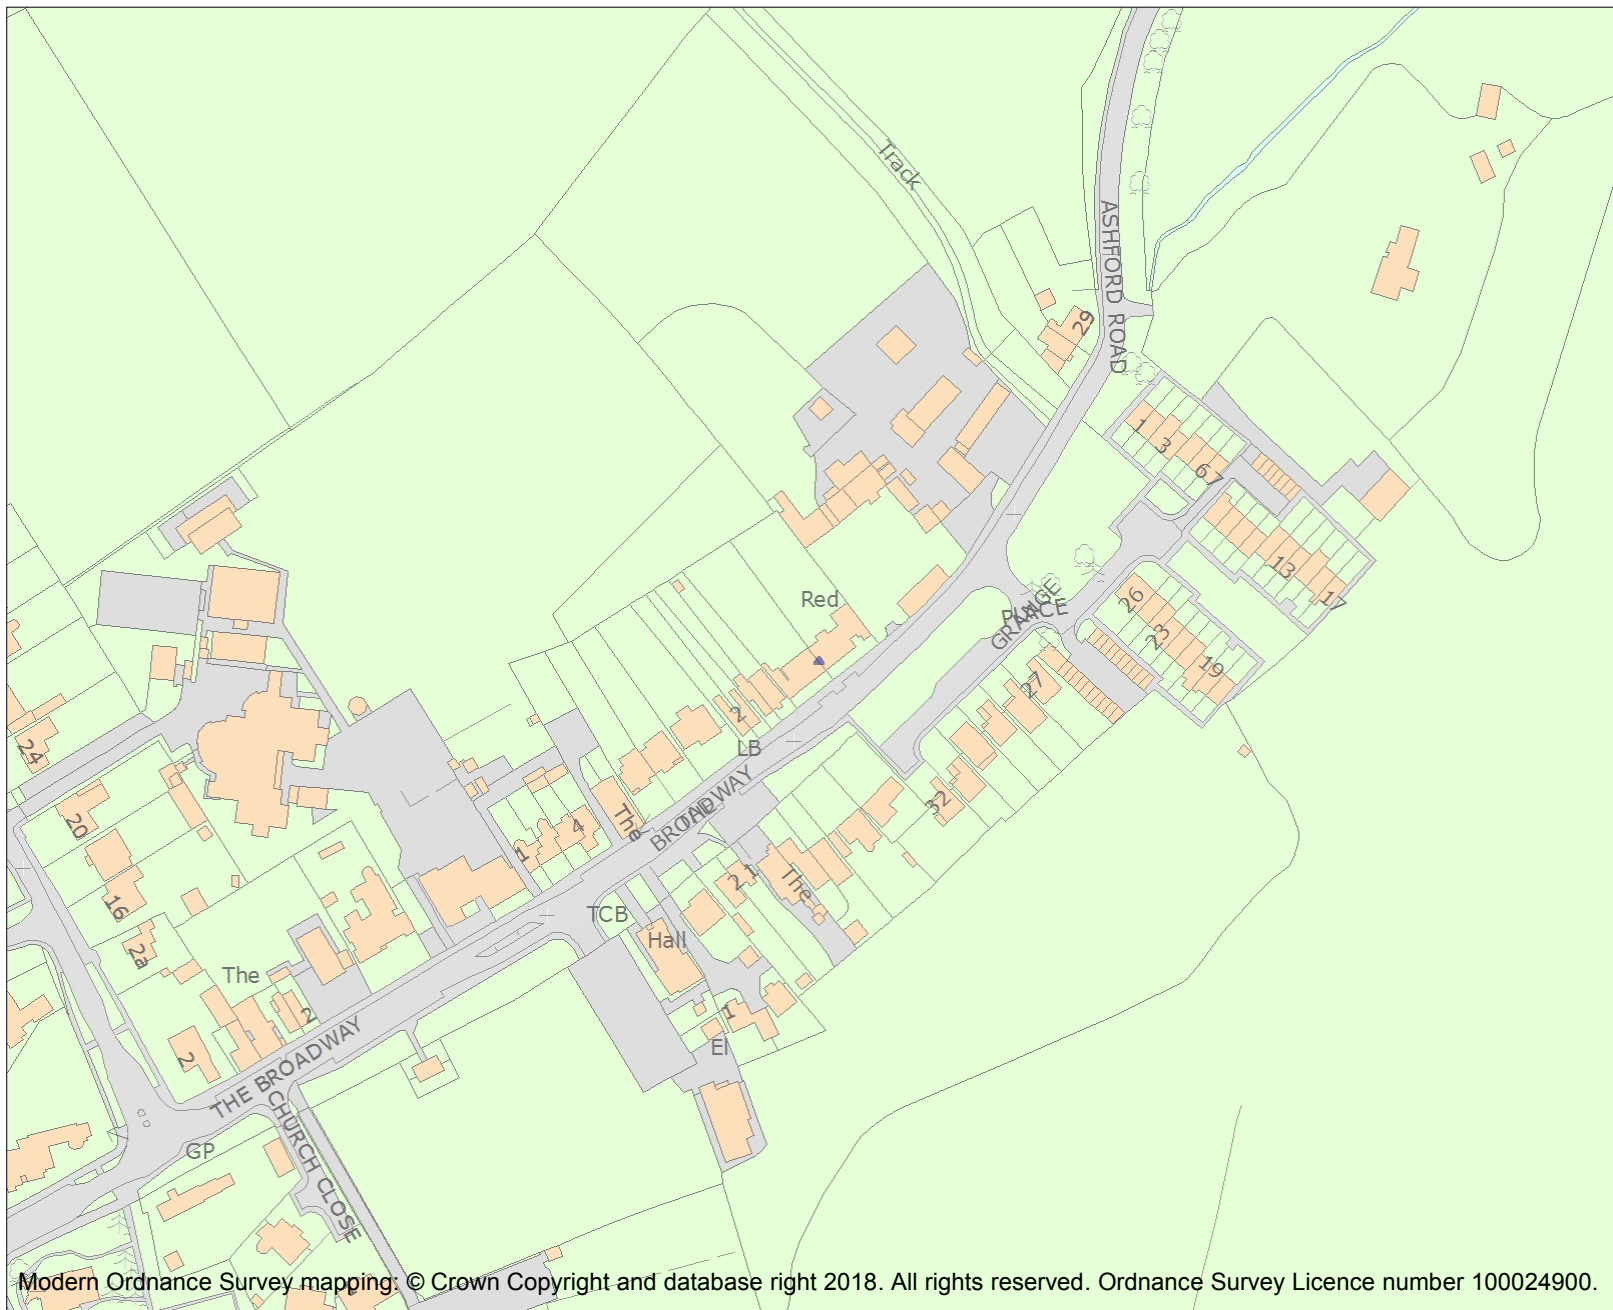 Track
ASHFORD ROAD
29
1
3
6
7
13
17
26
23
19
GRANGE
PLACE
27
32
Red
2
LB
THE
BROADWAY
The
4
1
24
20
16
2a
The
2
2
TCB
Hall
21
The
1
El
THE BROADWAY
CHURCH CLOSE
GP
Modern Ordnance Survey mapping: © Crown Copyright and database right 2018. All rights reserved. Ordnance Survey Licence number 100024900.